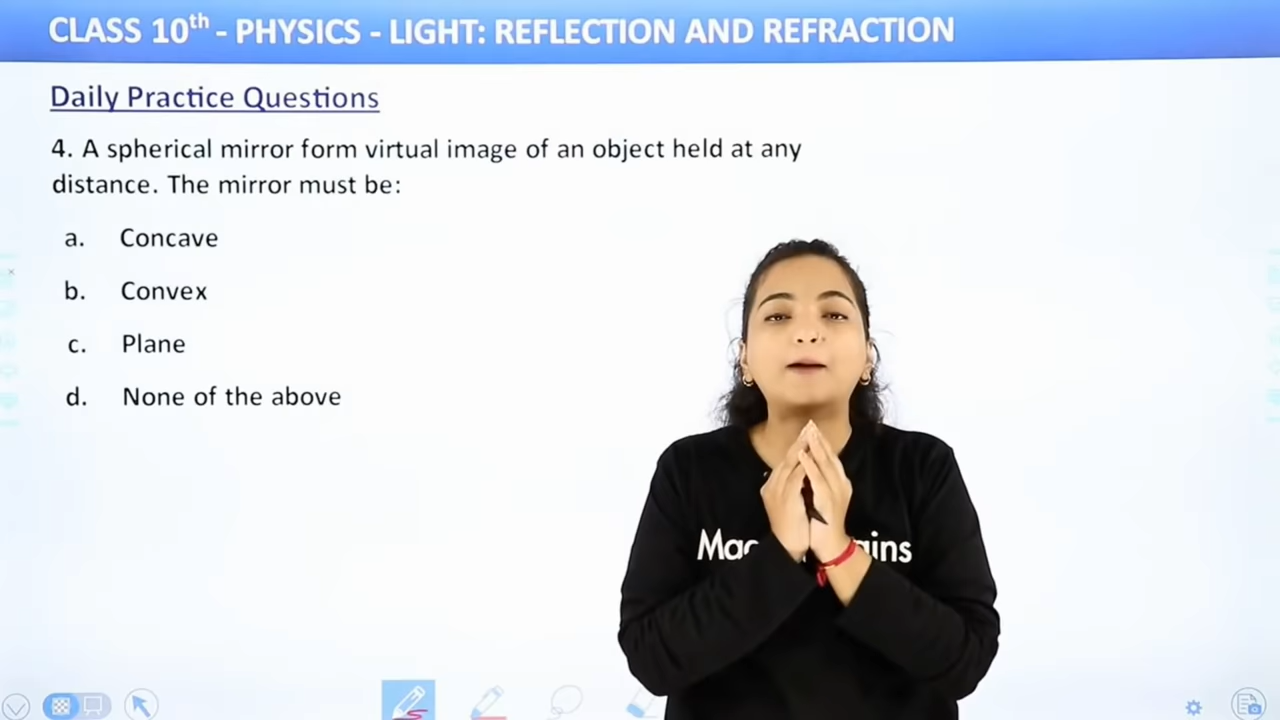 CLASS 10th - PHYSICS - LIGHT: REFLECTION AND REFRACTION
Daily Practice Questions
4. A spherical mirror form virtual image of an object held at any
distance. The mirror must be:
a. Concave
b. Convex
c. Plane
d. None of the above